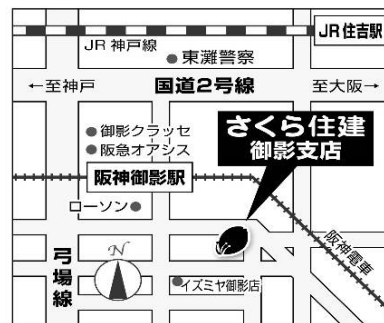 JR住吉駅
JR 神戸線
東灘警察
←至神戸
国道2号線
至大阪→
御影クラッセ
阪急オアシス
さくら住建
御影支店
阪神御影駅
ローソン
阪神電車
弓場線
N
イズミヤ御影店